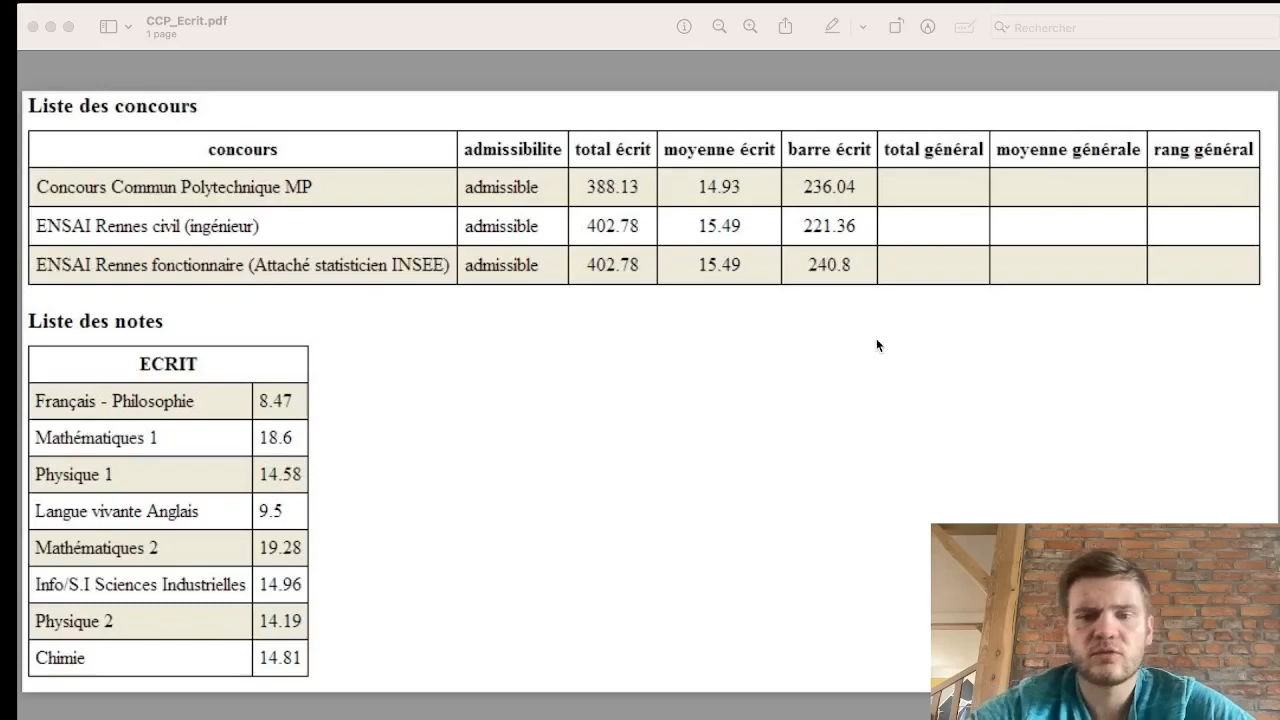 CCP_Ecrit.pdf
1 page
Rechercher
Liste des concours
concours admissibilite total écrit moyenne écrit barre écrit total général moyenne générale rang général
Concours Commun Polytechnique MP admissible 388.13 14.93 236.04
ENSAI Rennes civil (ingénieur) admissible 402.78 15.49 221.36
ENSAI Rennes fonctionnaire (Attaché statisticien INSEE) admissible 402.78 15.49 240.8
Liste des notes
ECRIT
Français - Philosophie 8.47
Mathématiques 1 18.6
Physique 1 14.58
Langue vivante Anglais 9.5
Mathématiques 2 19.28
Info/S.I Sciences Industrielles 14.96
Physique 2 14.19
Chimie 14.81